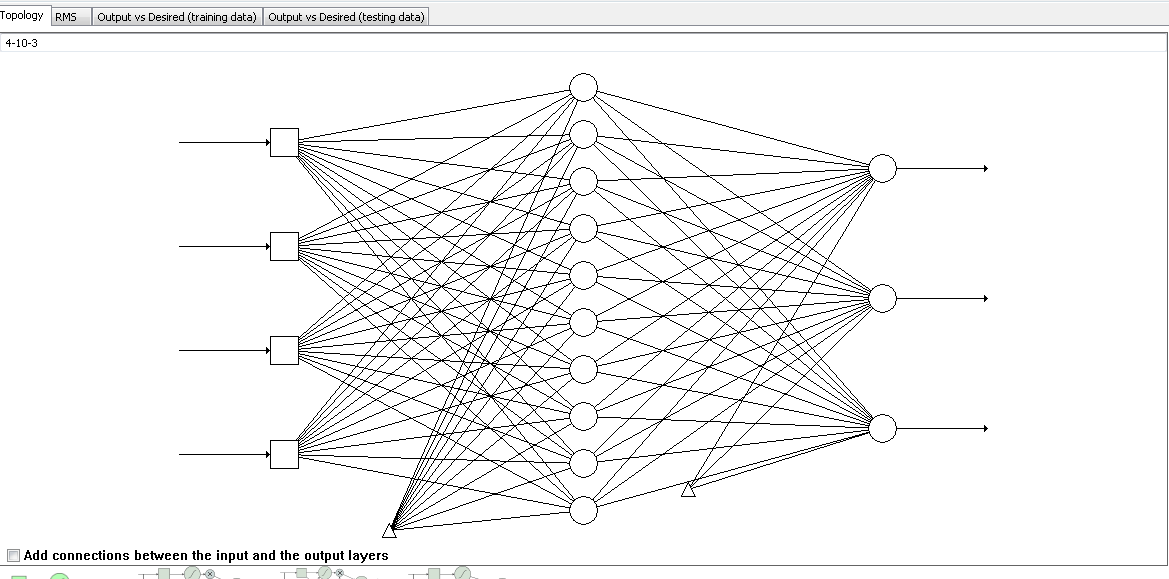 Topology RMS Output vs Desired (training data) Output vs Desired (testing data)
4-10-3
Add connections between the input and the output layers